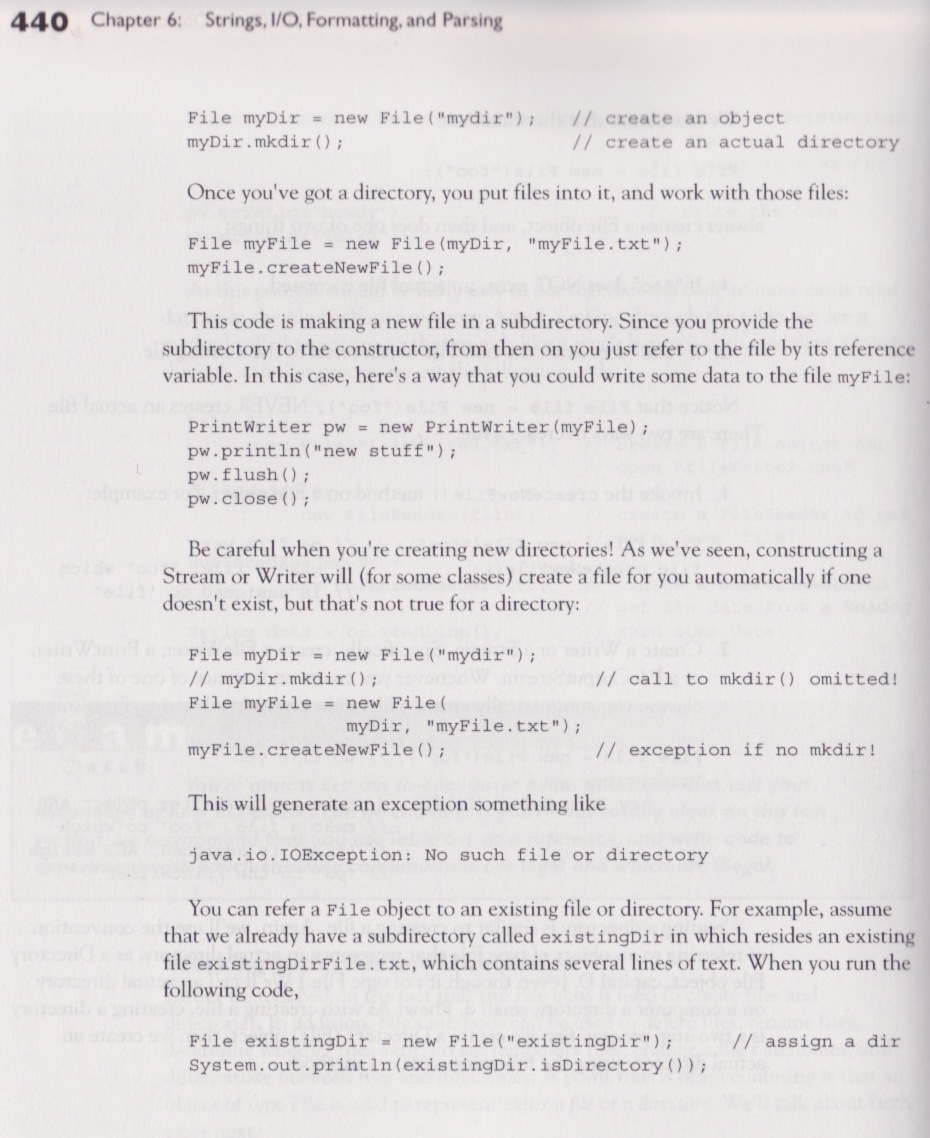 440 Chapter 6: Strings, I/O, Formatting, and Parsing
File myDir = new File("mydir"); // create an object
myDir.mkdir(); // create an actual directory
Once you've got a directory, you put files into it, and work with those files:
File myFile = new File(myDir, "myFile.txt");
myFile.createNewFile();
This code is making a new file in a subdirectory. Since you provide the
subdirectory to the constructor, from then on you just refer to the file by its reference
variable. In this case, here's a way that you could write some data to the file myFile:
PrintWriter pw = new PrintWriter(myFile);
pw.println("new stuff");
pw.flush();
pw.close();
Be careful when you're creating new directories! As we've seen, constructing a
Stream or Writer will (for some classes) create a file for you automatically if one
doesn't exist, but that's not true for a directory:
File myDir = new File("mydir");
// myDir.mkdir(); // call to mkdir() omitted!
File myFile = new File(
myDir, "myFile.txt");
myFile.createNewFile(); // exception if no mkdir!
This will generate an exception something like
java.io.IOException: No such file or directory
You can refer a File object to an existing file or directory. For example, assume
that we already have a subdirectory called existingDir in which resides an existing
file existingDirFile.txt, which contains several lines of text. When you run the
following code,
File existingDir = new File("existingDir"); // assign a dir
System.out.println(existingDir.isDirectory());